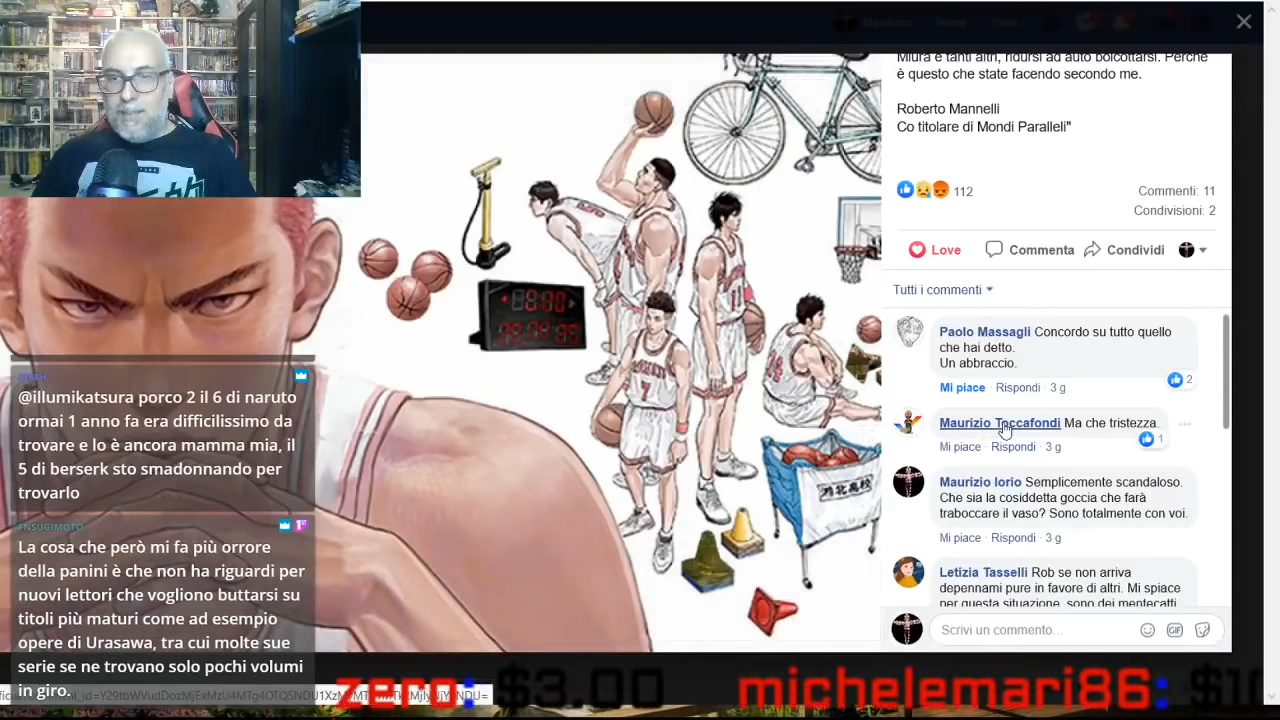 Miura e tanti altri, ridursi ad auto boicottarsi. Perché
è questo che state facendo secondo me.
Roberto Mannelli
Co titolare di Mondi Paralleli"
112
Commenti: 11
Condivisioni: 2
Love
Commenta
Condividi
Tutti i commenti
Paolo Massagli Concordo su tutto quello
che hai detto.
Un abbraccio.
Mi piace · Rispondi · 3 g
2
Maurizio Toccafondi Ma che tristezza.
Mi piace · Rispondi · 3 g
1
Maurizio Iorio Semplicemente scandaloso.
Che sia la cosiddetta goccia che farà
traboccare il vaso? Sono totalmente con voi.
Mi piace · Rispondi · 3 g
Letizia Tasselli Rob se non arriva
depennami pure in favore di altri. Mi spiace
per questa situazione, sono dei mentecatti
Scrivi un commento...
GIF
@illumikatsura porco 2 il 6 di naruto
ormai 1 anno fa era difficilissimo da
trovare e lo è ancora mamma mia, il
5 di berserk sto smadonnando per
trovarlo
FNSUGIMOTO
1st
La cosa che però mi fa più orrore
della panini è che non ha riguardi per
nuovi lettori che vogliono buttarsi su
titoli più maturi come ad esempio
opere di Urasawa, tra cui molte sue
serie se ne trovano solo pochi volumi
in giro.
7
zero: $3.00
michelemari86: $10